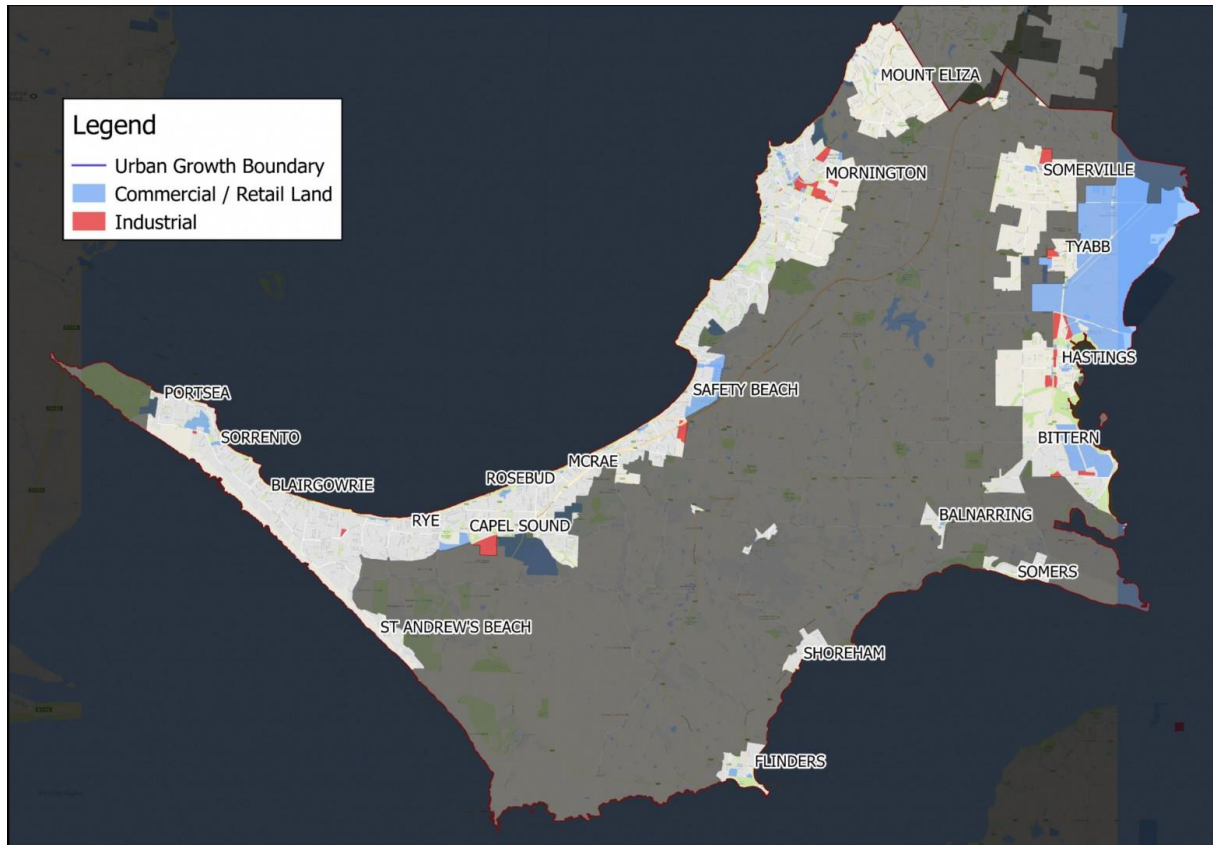 Legend
Urban Growth Boundary
Commercial / Retail Land
Industrial
MOUNT ELIZA
MORNINGTON
SOMERVILLE
TYABB
HASTINGS
SAFETY BEACH
PORTSEA
SORRENTO
BITTERN
MCRAE
ROSEBUD
BLAIRGOWRIE
RYE
CAPEL SOUND
BALNARRING
SOMERS
ST ANDREW'S BEACH
SHOREHAM
FLINDERS